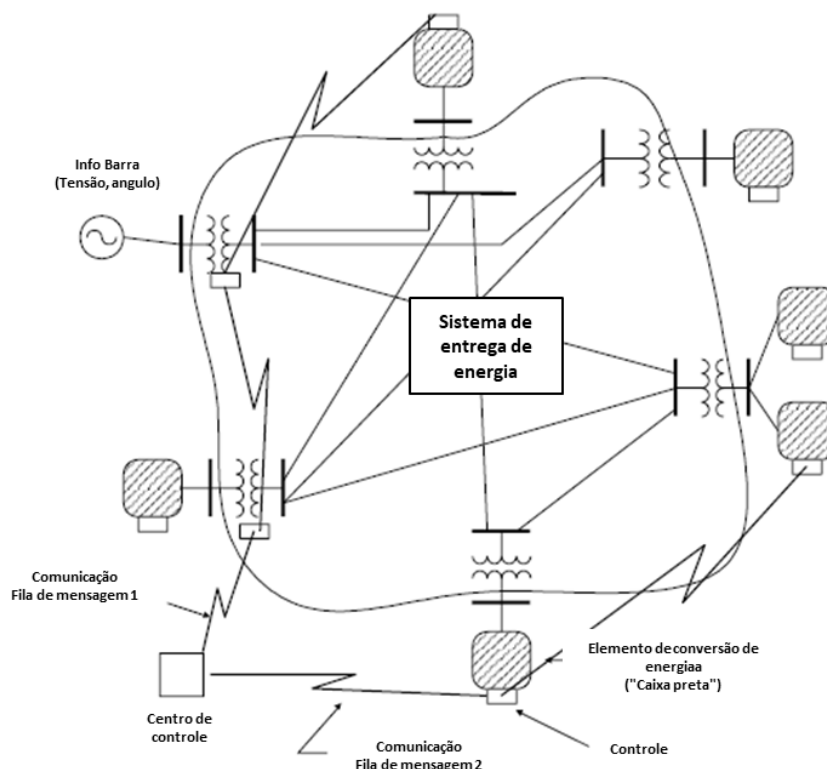 Info Barra
(Tensão, angulo)
Sistema de
entrega de
energia
Comunicação
Fila de mensagem 1
Elemento de conversão de
energiaa
("Caixa preta")
Centro de
controle
Comunicação
Fila de mensagem 2
Controle